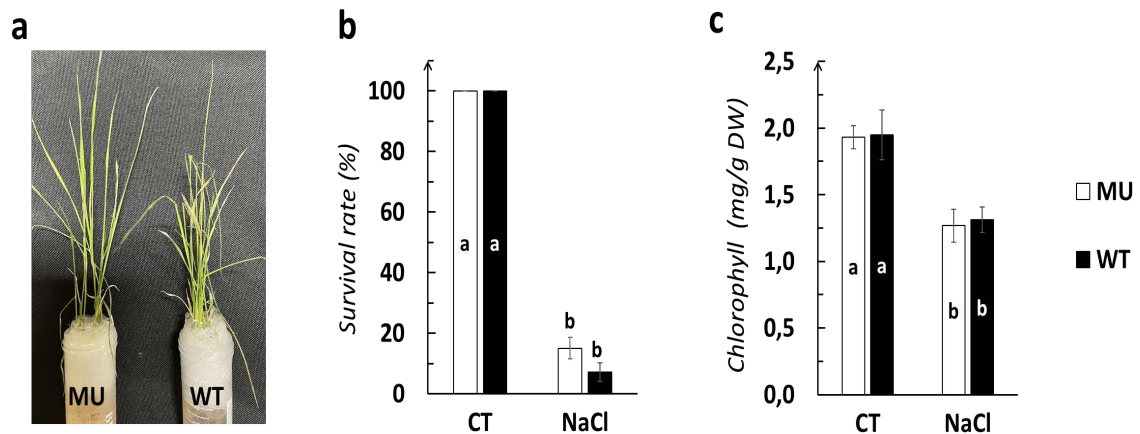 a
MU
WT
b
Survival rate (%)
100
80
60
40
20
0
a
a
b
b
CT
NaCl
c
Chlorophyll (mg/g DW)
2,5
2,0
1,5
1,0
0,5
0,0
a
a
b
b
CT
NaCl
MU
WT